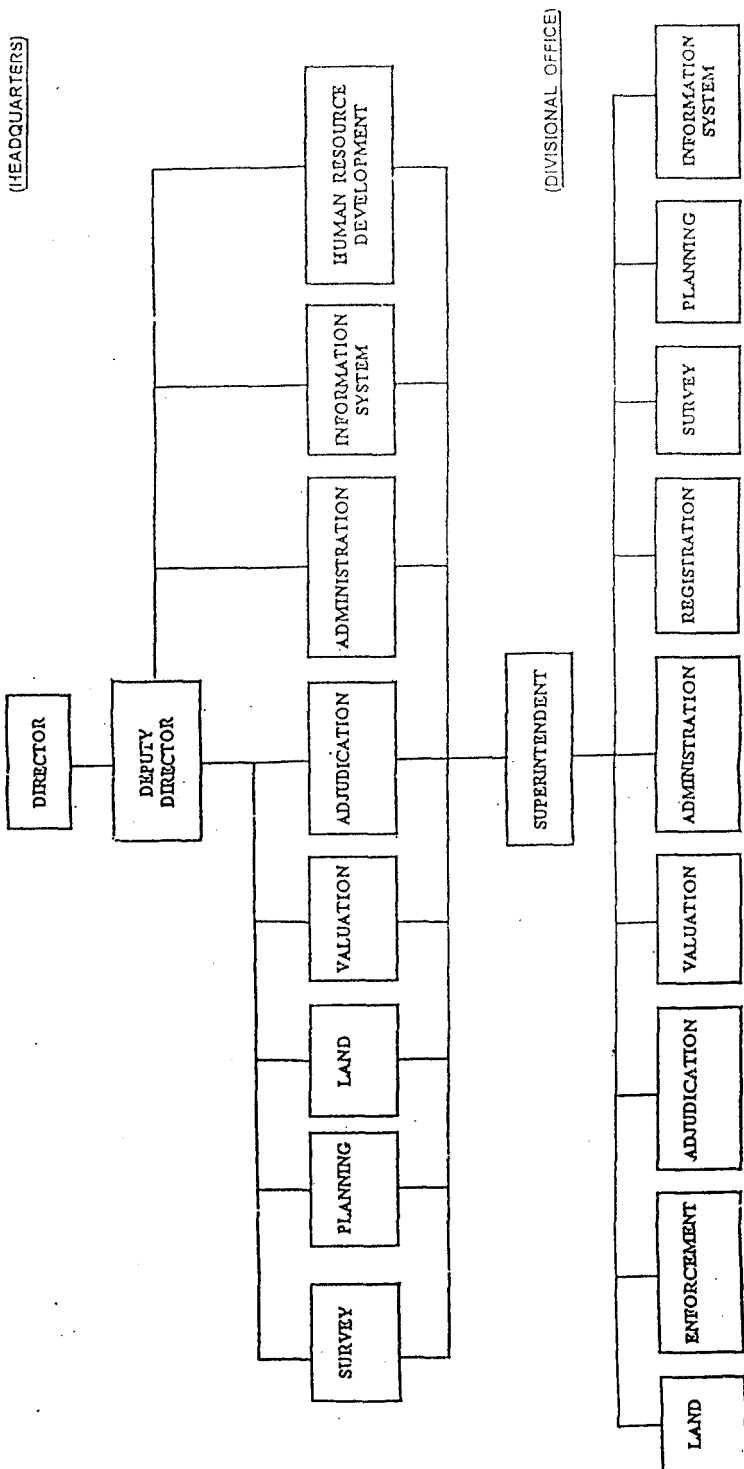 (HEADQUARTERS)
DIRECTOR
DEPUTY
DIRECTOR
SURVEY
PLANNING
LAND
VALUATION
ADJUDICATION
ADMINISTRATION
INFORMATION
SYSTEM
HUMAN RESOURCE
DEVELOPMENT
SUPERINTENDENT
(DIVISIONAL OFFICE)
LAND
ENFORCEMENT
ADJUDICATION
VALUATION
ADMINISTRATION
REGISTRATION
SURVEY
PLANNING
INFORMATION
SYSTEM